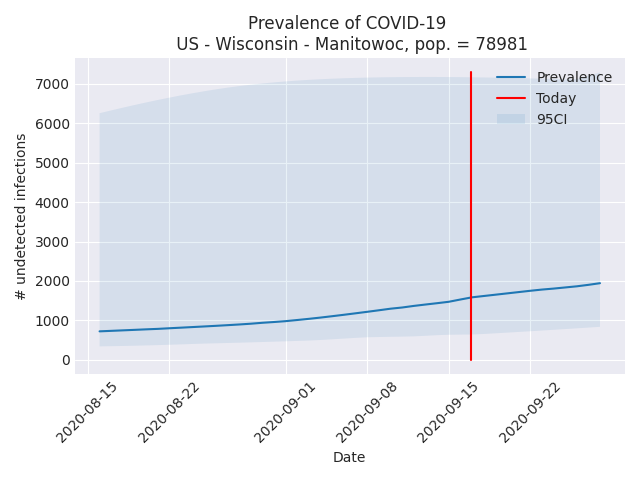 Prevalence of COVID-19
US - Wisconsin - Manitowoc, pop. = 78981
Prevalence
Today
95CI
# undetected infections
7000
6000
5000
4000
3000
2000
1000
0
2020-08-15
2020-08-22
2020-09-01
2020-09-08
2020-09-15
2020-09-22
Date